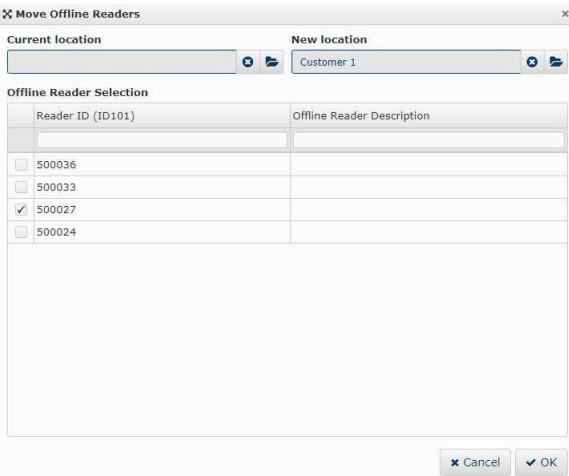 Move Offline Readers
Current location New location
Customer 1
Offline Reader Selection
Reader ID (ID101) Offline Reader Description
500036
500033
500027
500024
Cancel OK